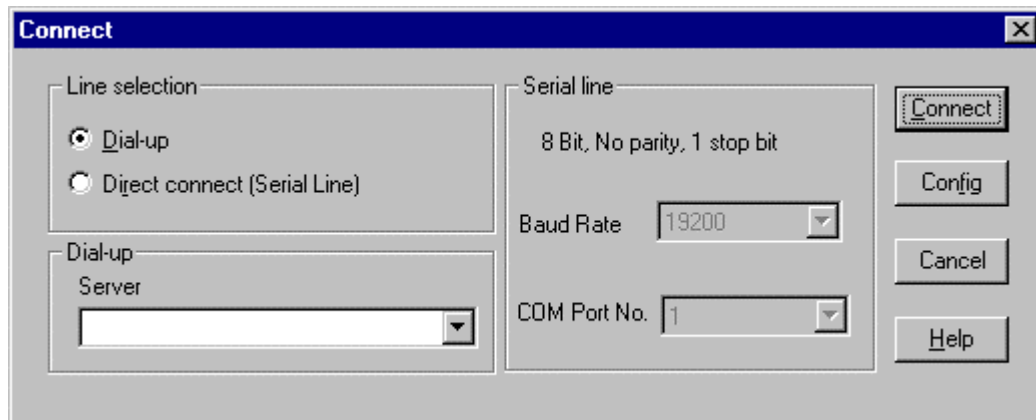 Connect
Line selection
Dial-up
Direct connect (Serial Line)
Dial-up
Server
Serial line
8 Bit, No parity, 1 stop bit
Baud Rate 19200
COM Port No. 1
Connect
Config
Cancel
Help